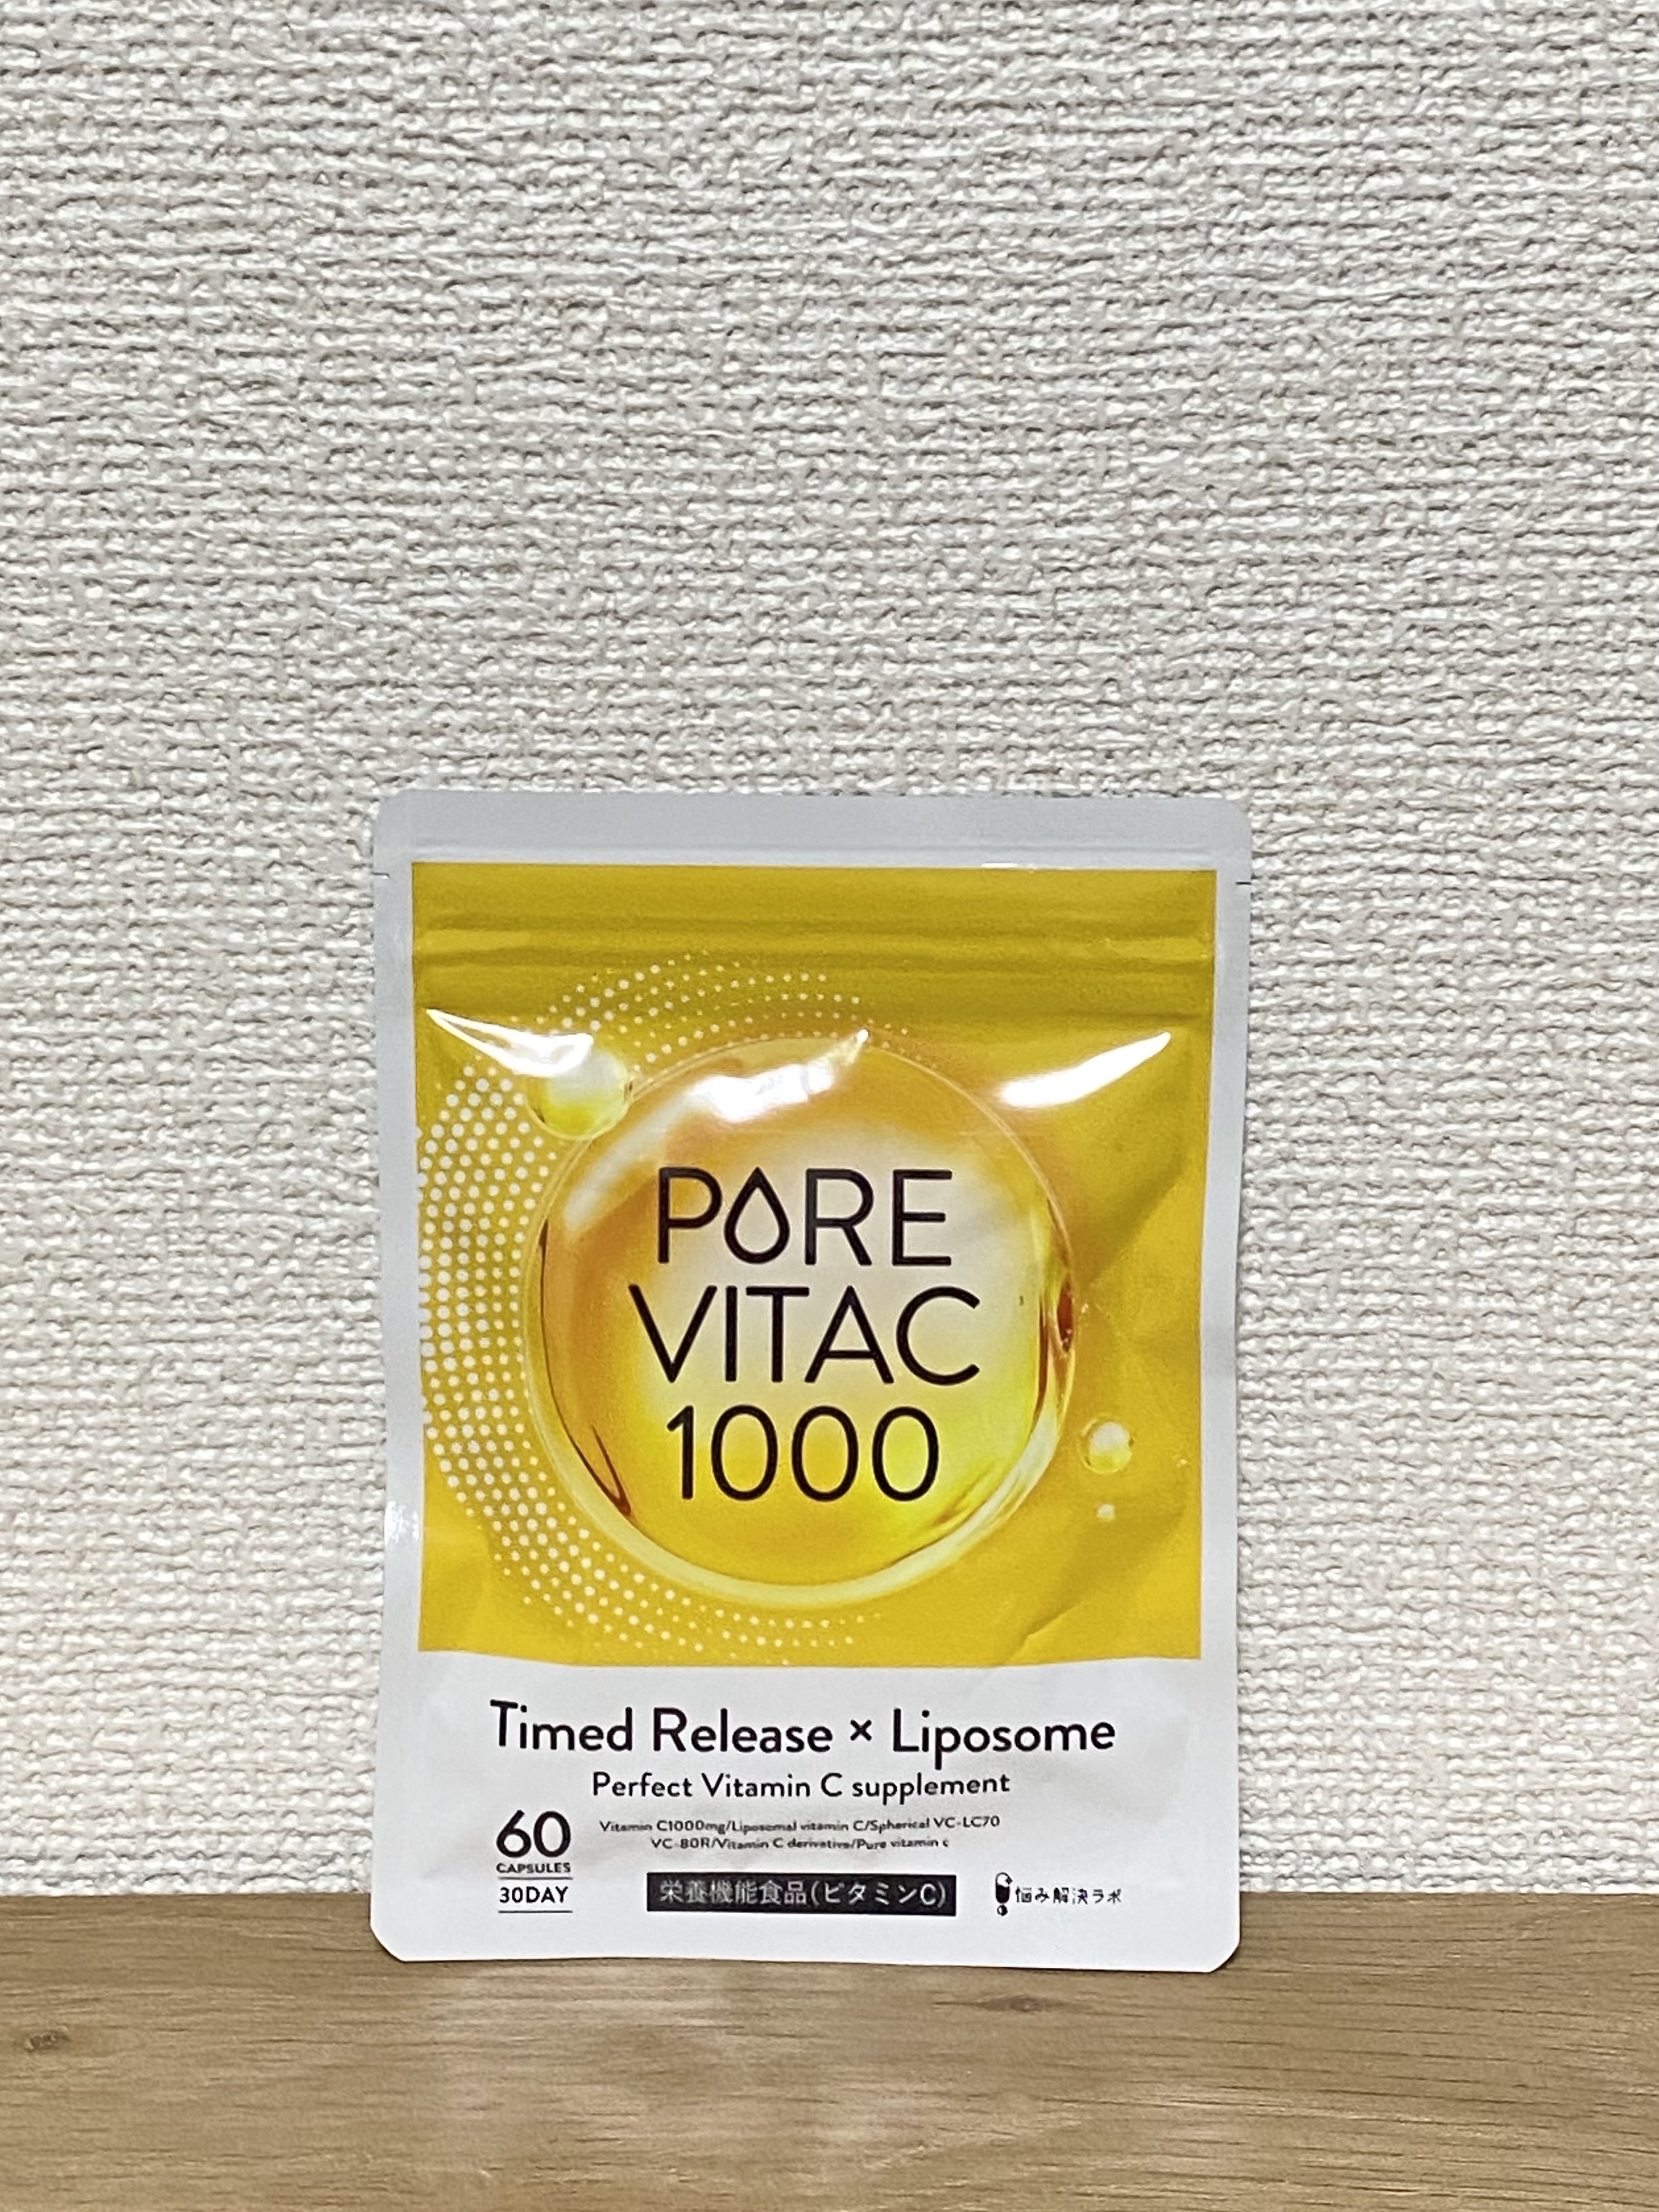 PURE
VITAC
1000
Timed Release × Liposome
Perfect Vitamin C supplement
Vitamin C1000mg/Liposomal vitamin C/Spherical VC-LC70
VC-80R/Vitamin C derivative/Pure vitamin c
60
CAPSULES
30DAY
栄養機能食品(ビタミンC)
悩み解決ラボ